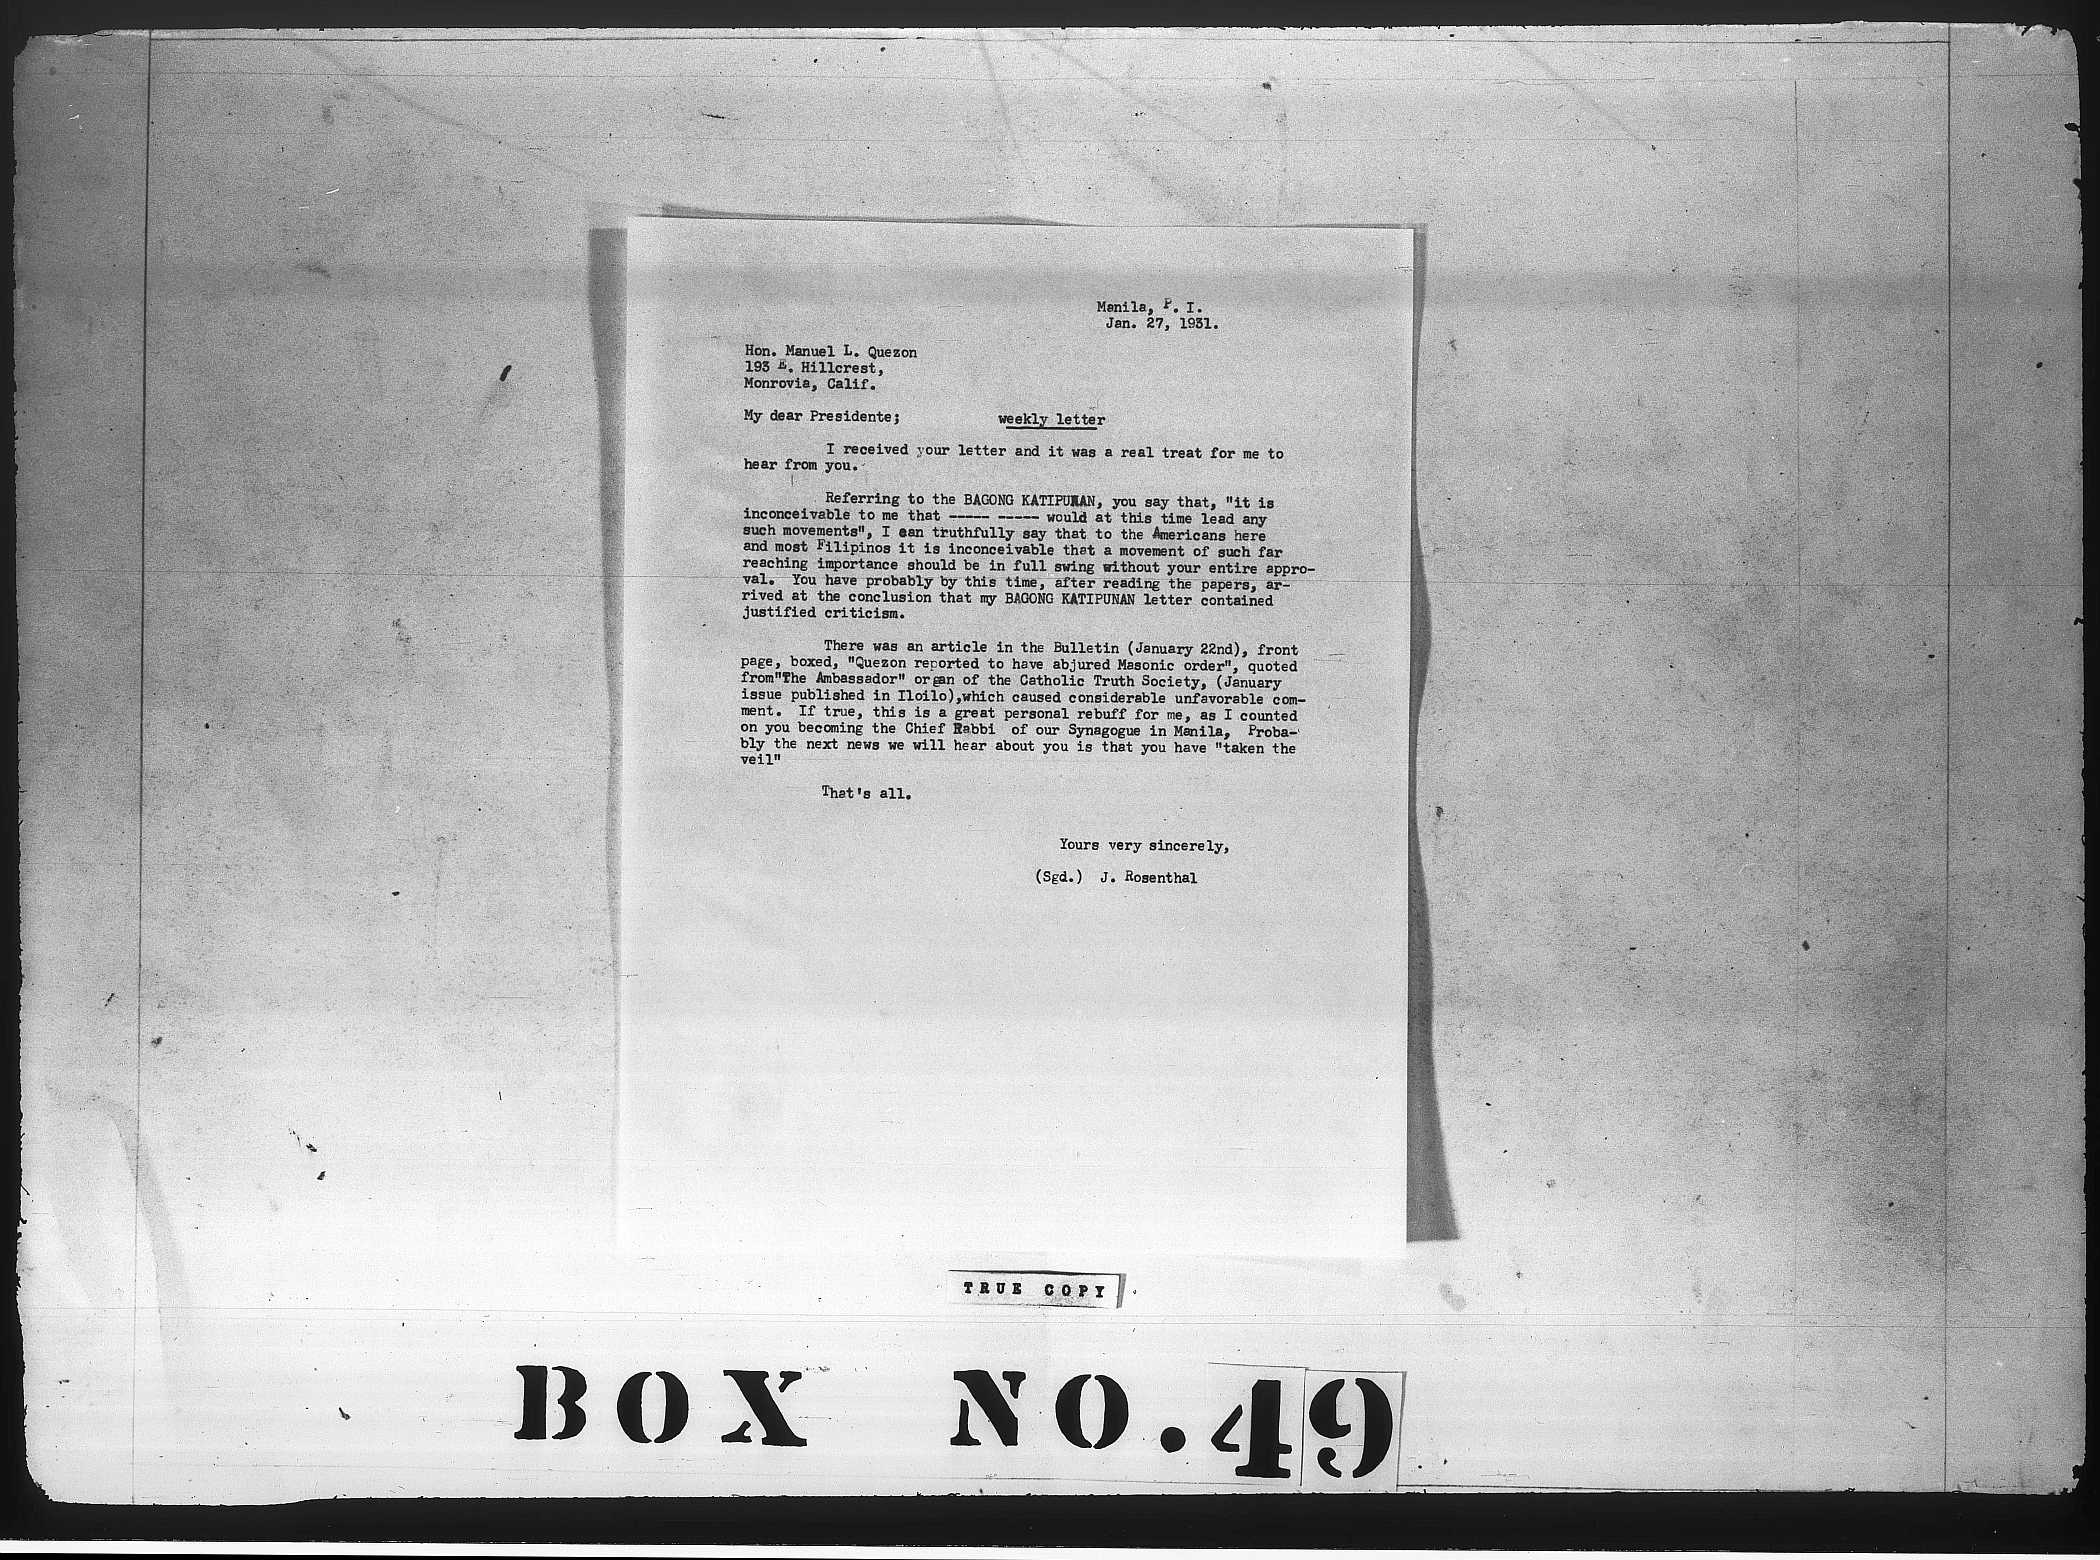 Manila, P. I.
Jan. 27, 1931.
Hon. Manuel L. Quezon
193 E. Hillcrest,
Monrovia, Calif.
My dear Presidente; weekly letter
I received your letter and it was a real treat for me to
hear from you.
Referring to the BAGONG KATIPUNAN, you say that, "it is
inconceivable to me that ----- ----- would at this time lead any
such movements", I can truthfully say that to the Americans here
and most Filipinos it is inconceivable that a movement of such far
reaching importance should be in full swing without your entire appro-
val. You have probably by this time, after reading the papers, ar-
rived at the conclusion that my BAGONG KATIPUNAN letter contained
justified criticism.
There was an article in the Bulletin (January 22nd), front
page, boxed, "Quezon reported to have abjured Masonic order", quoted
from"The Ambassador" organ of the Catholic Truth Society, (January
issue published in Iloilo),which caused considerable unfavorable com-
ment. If true, this is a great personal rebuff for me, as I counted
on you becoming the Chief Rabbi of our Synagogue in Manila, Proba-
bly the next news we will hear about you is that you have "taken the
veil"
That's all.
Yours very sincerely,
(Sgd.) J. Rosenthal
TRUE COPY
BOX NO. 49